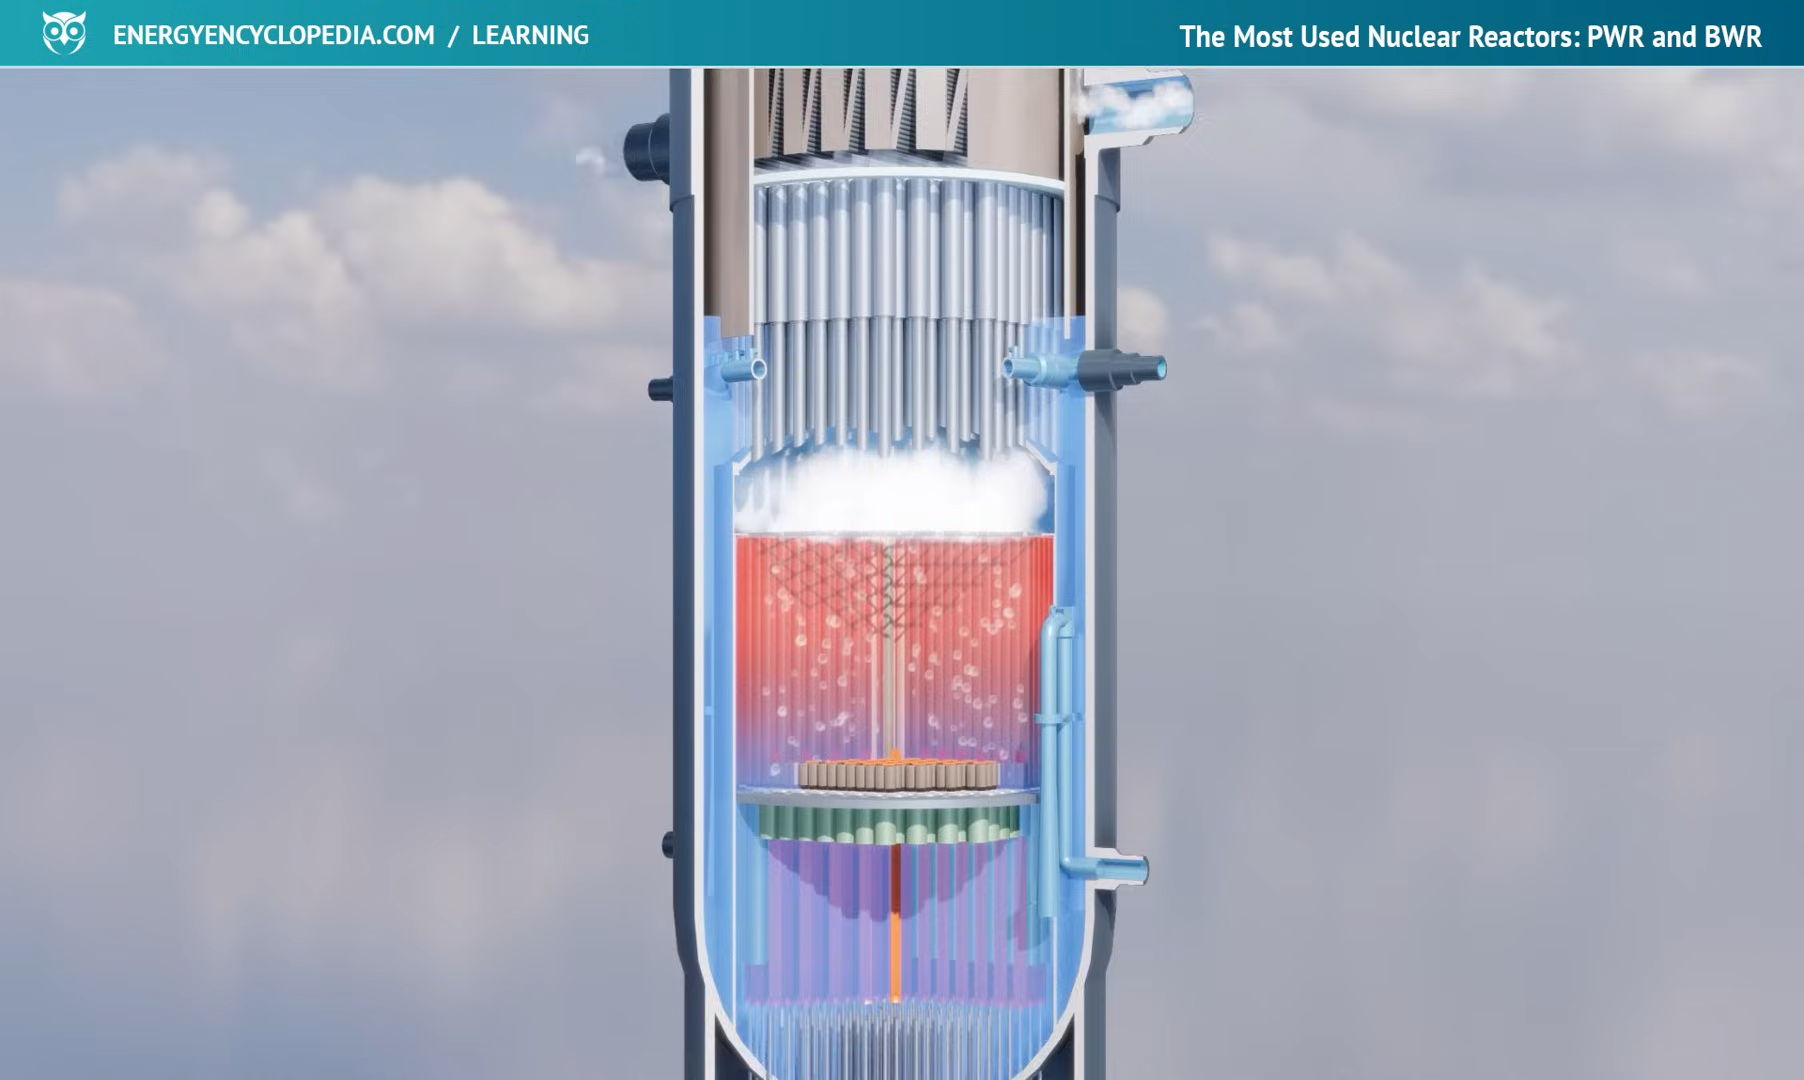 ENERGYENCYCLOPEDIA.COM / LEARNING
The Most Used Nuclear Reactors: PWR and BWR